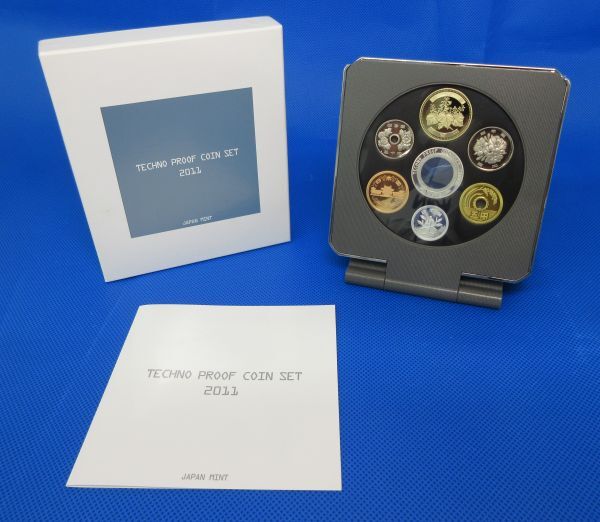 TECHNO PROOF COIN SET
2011
JAPAN MINT
TECHNO PROOF COIN SET
2011
JAPAN MINT